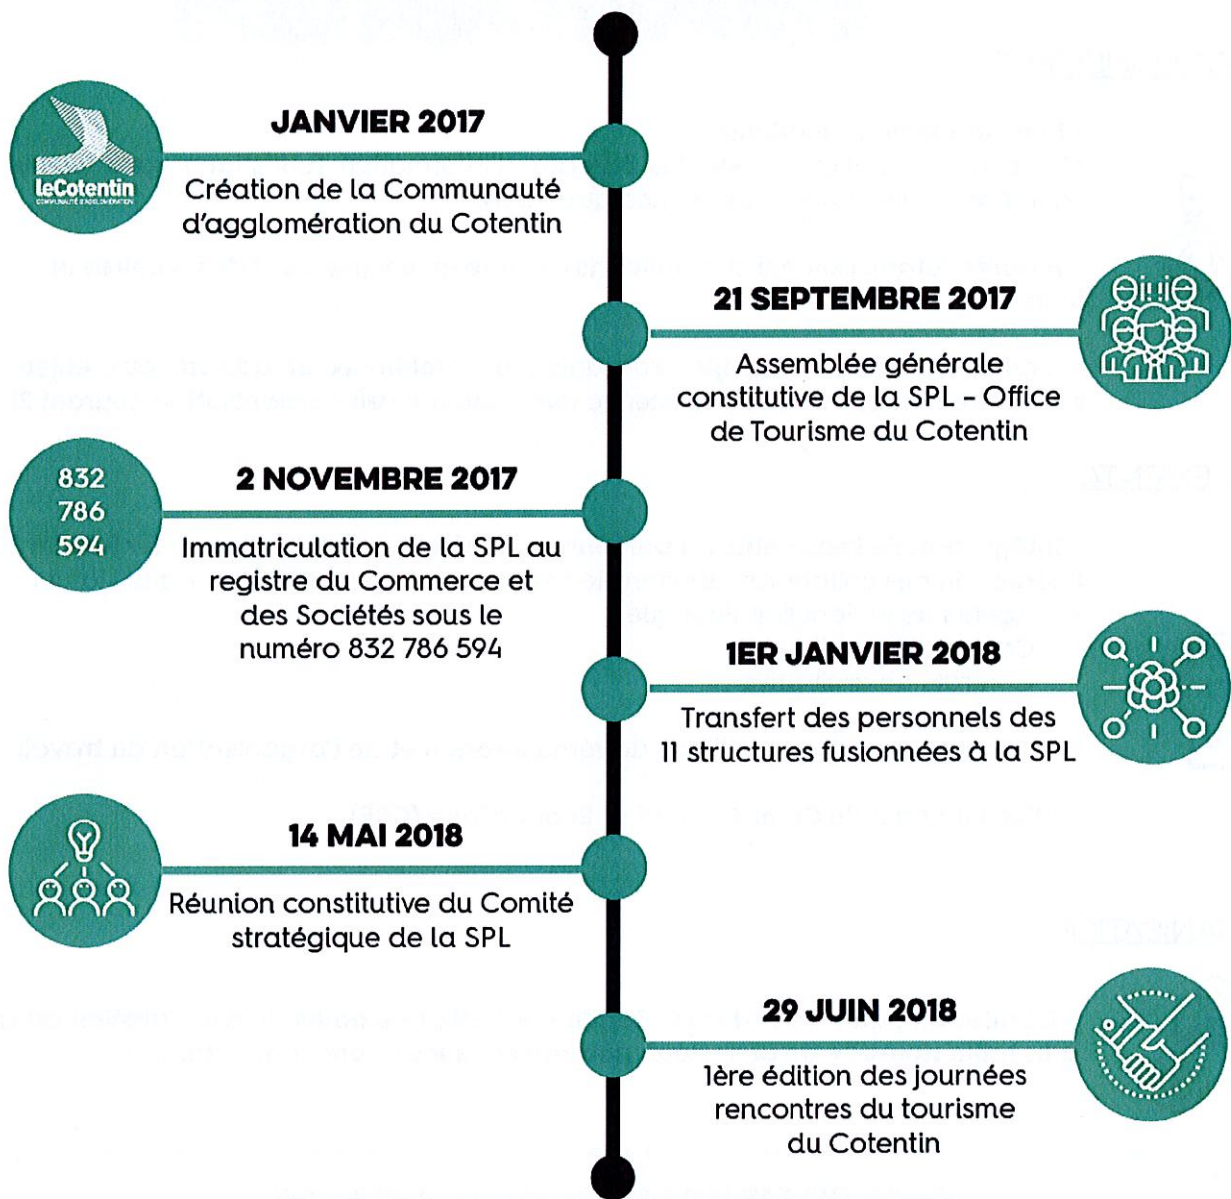 leCotentin
COMMUNAUTÉ D'AGGLOMÉRATION
JANVIER 2017
Création de la Communauté
d'agglomération du Cotentin
21 SEPTEMBRE 2017
Assemblée générale
constitutive de la SPL - Office
de Tourisme du Cotentin
832
786
594
2 NOVEMBRE 2017
Immatriculation de la SPL au
registre du Commerce et
des Sociétés sous le
numéro 832 786 594
1ER JANVIER 2018
Transfert des personnels des
11 structures fusionnées à la SPL
14 MAI 2018
Réunion constitutive du Comité
stratégique de la SPL
29 JUIN 2018
1ère édition des journées
rencontres du tourisme
du Cotentin